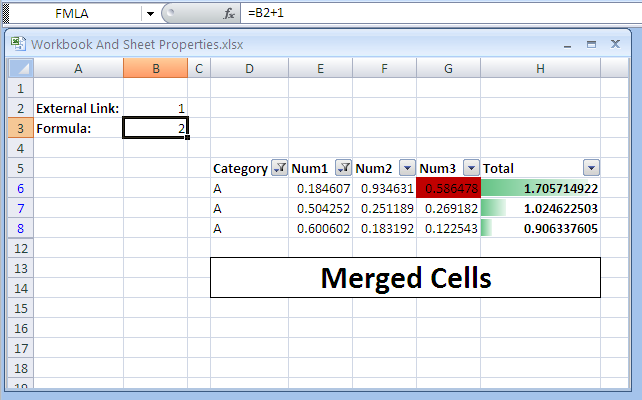 FMLA fx =B2+1
Workbook And Sheet Properties.xlsx
A B C D E F G H
1
2 External Link: 1
3 Formula: 2
4
5 Category Num1 Num2 Num3 Total
6 A 0.184607 0.934631 0.586478 1.705714922
7 A 0.504252 0.251189 0.269182 1.024622503
8 A 0.600602 0.183192 0.122543 0.906337605
12
13 Merged Cells
14
15
16
17
18
19